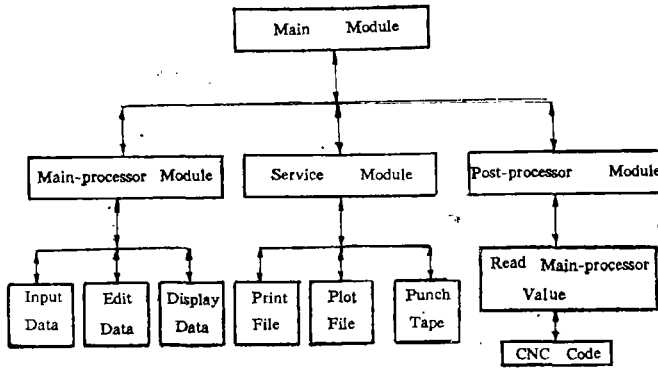 Main Module
Main-processor Module
Service Module
Post-processor Module
Input
Data
Edit
Data
Display
Data
Print
File
Plot
File
Punch
Tape
Read Main-processor
Value
CNC Code